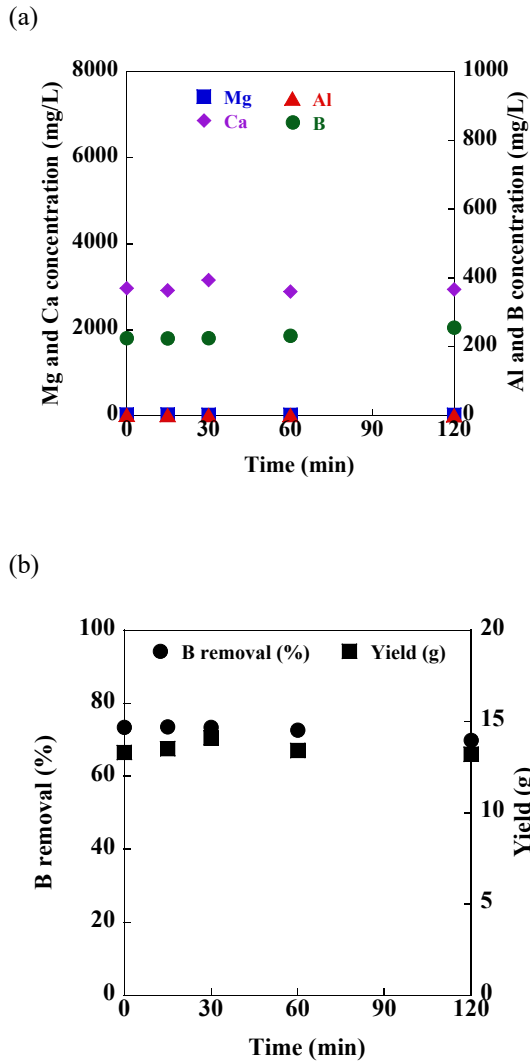 (a)
8000
6000
4000
2000
0
Mg and Ca concentration (mg/L)
Mg
Al
Ca
B
1000
800
600
400
200
0
Al and B concentration (mg/L)
0 30 60 90 120
Time (min)
(b)
100
80
60
40
20
0
B removal (%)
B removal (%)
Yield (g)
20
15
10
5
0
Yield (g)
0 30 60 90 120
Time (min)